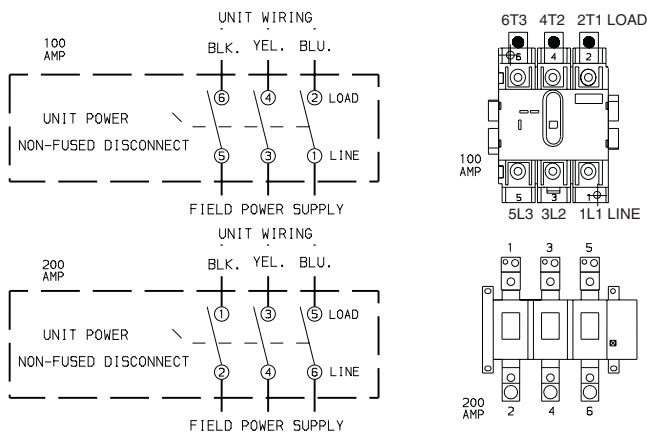 UNIT WIRING
BLK. YEL. BLU.
100
AMP
6 4 2 LOAD
UNIT POWER
NON-FUSED DISCONNECT
5 3 1 LINE
FIELD POWER SUPPLY
6T3 4T2 2T1 LOAD
6 4 2
100
AMP
5 3 1
5L3 3L2 1L1 LINE
UNIT WIRING
BLK. YEL. BLU.
200
AMP
1 3 5 LOAD
UNIT POWER
NON-FUSED DISCONNECT
2 4 6 LINE
FIELD POWER SUPPLY
1 3 5
200
AMP
2 4 6